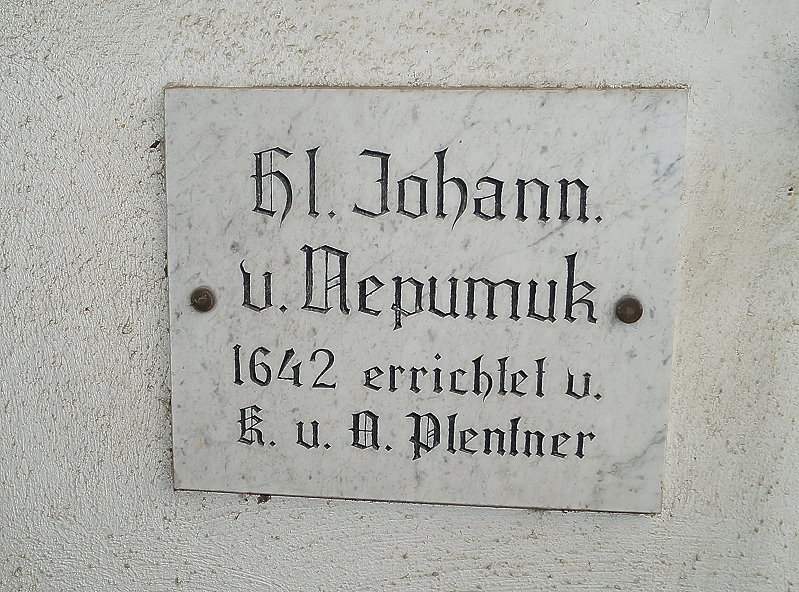 Hl. Johann.
v. Nepumuk
1642 errichtet v.
K. u. A. Plentner